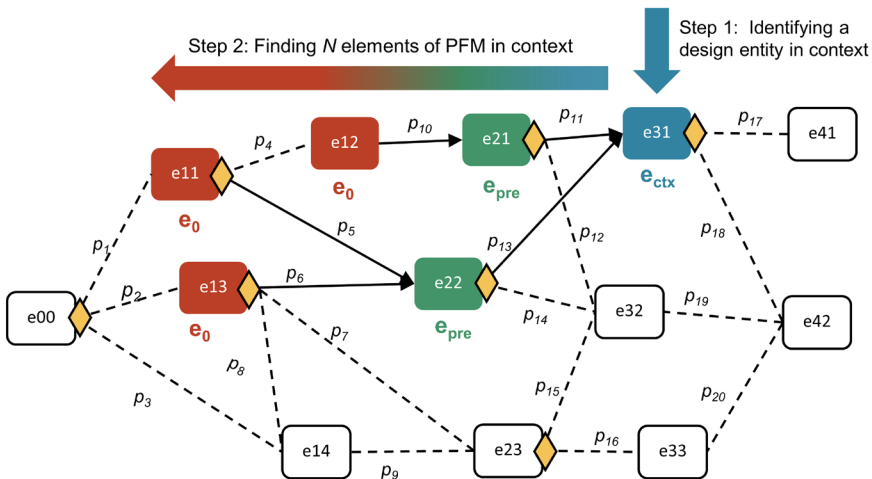 Step 1: Identifying a
design entity in context
Step 2: Finding N elements of PFM in context
p11
p17
p10
p4
e12
e21
e31
e41
e11
e0
epre
ectx
e0
p5
p13
p12
p18
p1
p2
e13
p6
e22
e00
e32
p19
e42
e0
epre
p14
p7
p8
p3
p15
p20
e14
e23
p16
e33
p9